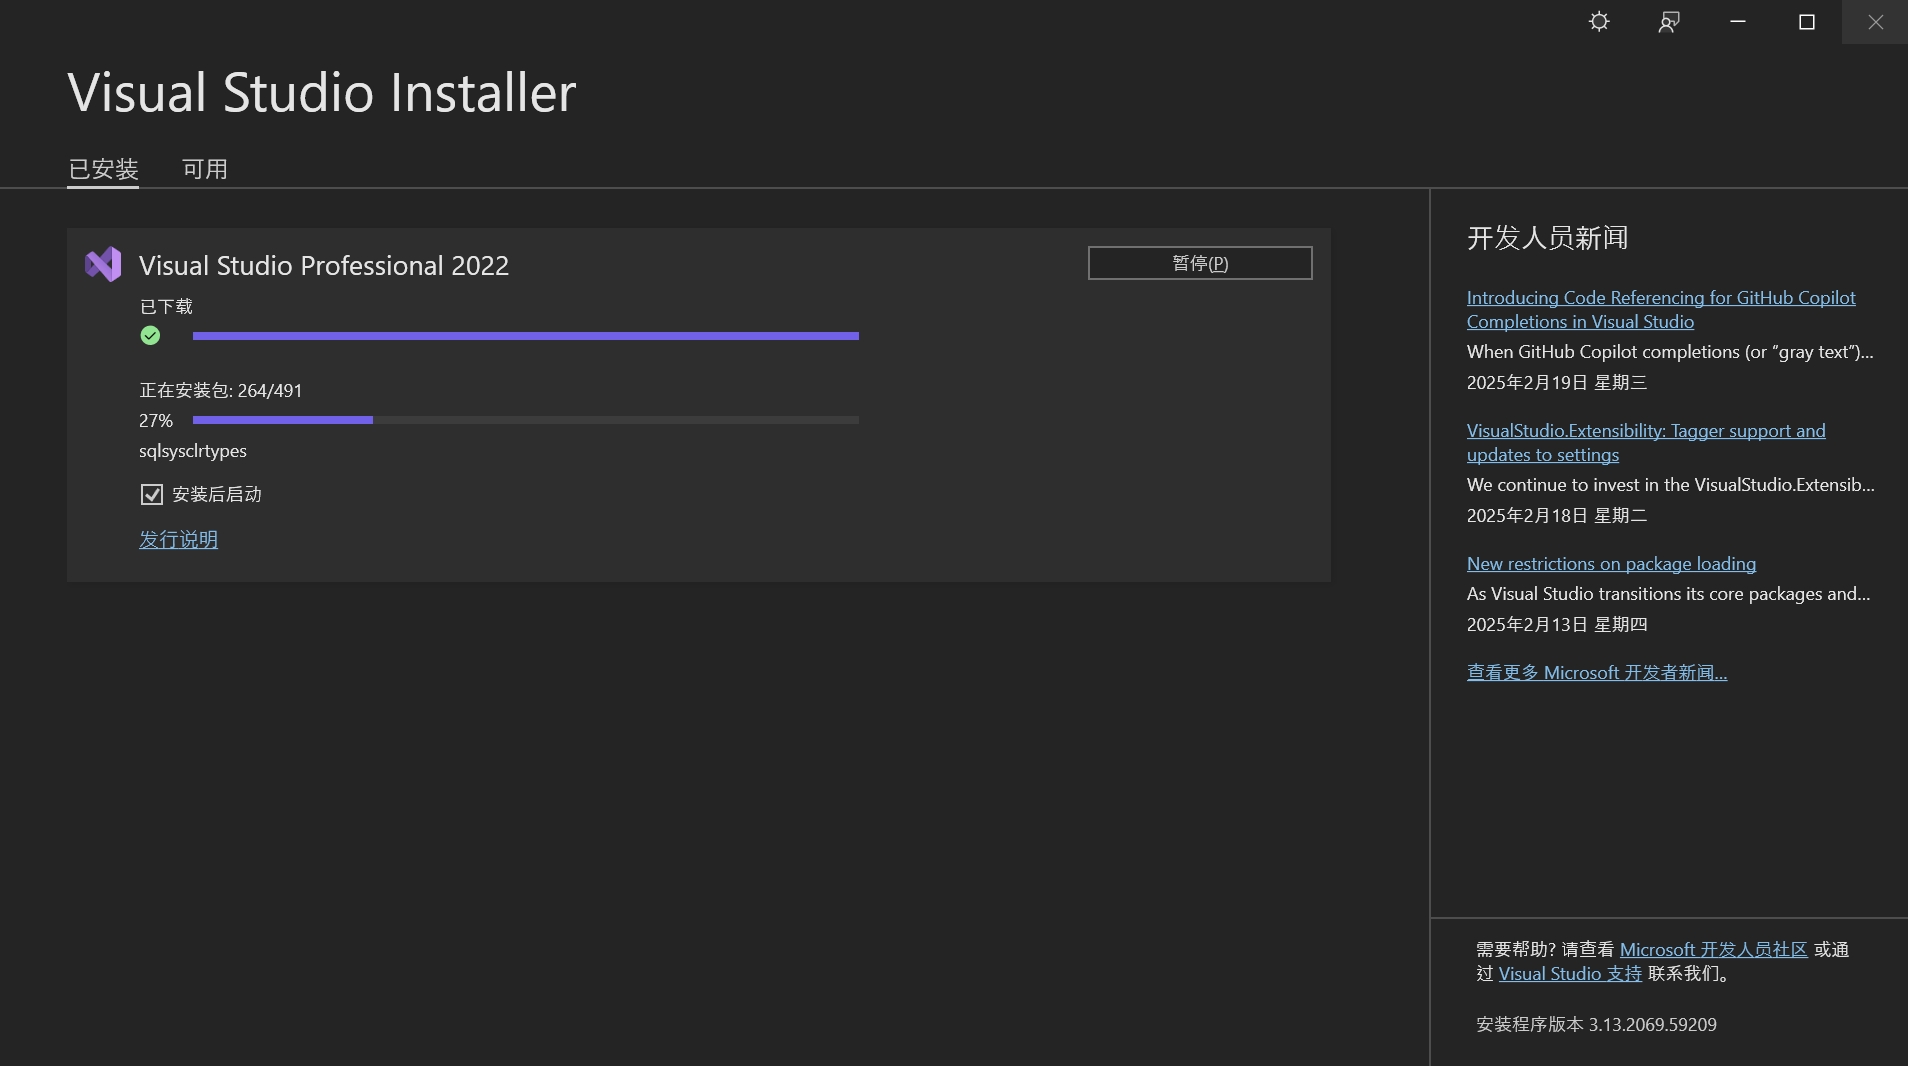 Visual Studio Installer
已安装
可用
Visual Studio Professional 2022
暂停(P)
已下载
正在安装包: 264/491
27%
sqlsysclrtypes
安装后启动
发行说明
开发人员新闻
Introducing Code Referencing for GitHub Copilot
Completions in Visual Studio
When GitHub Copilot completions (or “gray text”)...
2025年2月19日 星期三
VisualStudio.Extensibility: Tagger support and
updates to settings
We continue to invest in the VisualStudio.Extensib...
2025年2月18日 星期二
New restrictions on package loading
As Visual Studio transitions its core packages and...
2025年2月13日 星期四
查看更多 Microsoft 开发者新闻...
需要帮助? 请查看 Microsoft 开发人员社区 或通
过 Visual Studio 支持 联系我们。
安装程序版本 3.13.2069.59209